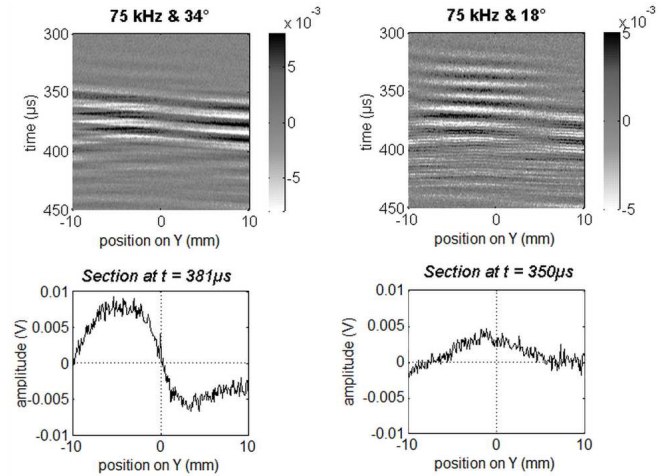 75 kHz & 34°
x 10⁻³
300
350
400
450
time (µs)
-10
0
10
position on Y (mm)
5
0
-5
75 kHz & 18°
x 10⁻³
300
350
400
450
time (µs)
-10
0
10
position on Y (mm)
5
0
-5
Section at t = 381µs
0.01
0.005
0
-0.005
-0.01
amplitude (V)
-10
0
10
position on Y (mm)
Section at t = 350µs
0.01
0.005
0
-0.005
-0.01
amplitude (V)
-10
0
10
position on Y (mm)